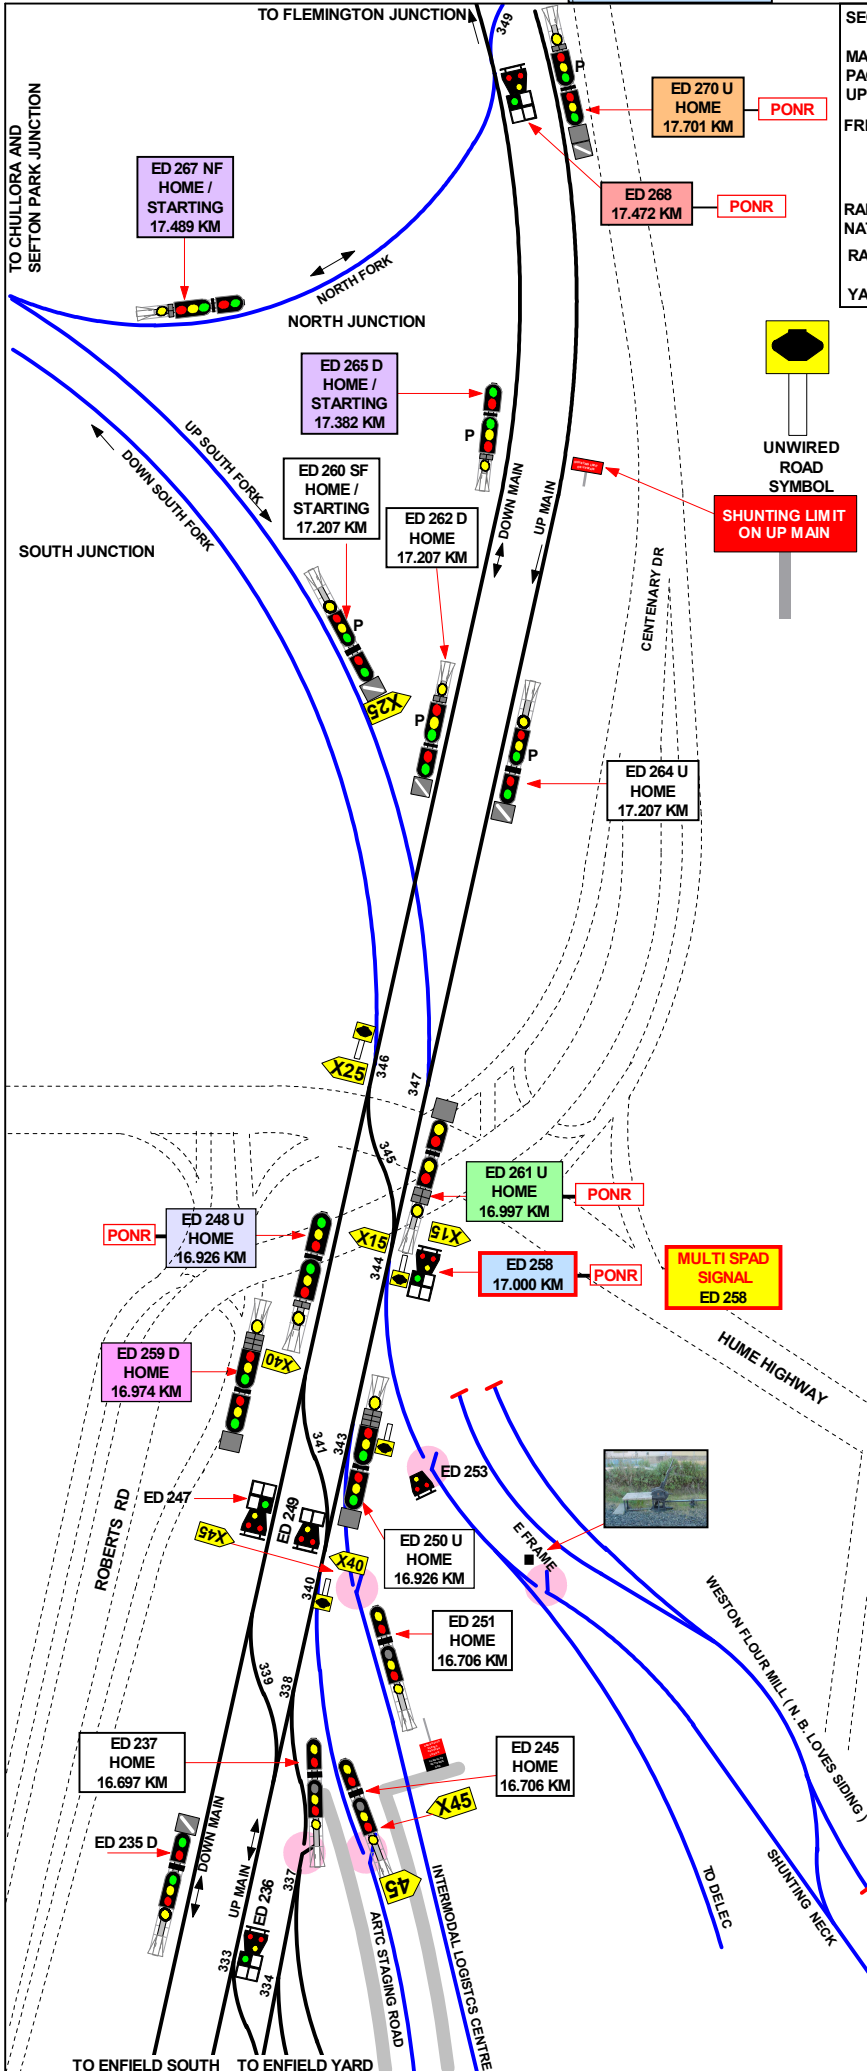 TO FLEMINGTON JUNCTION
349
SE
MA
PA
UP
FRE
RA
NAT
RA
YA
P
ED 270 U
HOME
17.701 KM
PONR
ED 268
17.472 KM
PONR
TO CHULLORA AND
SEFTON PARK JUNCTION
ED 267 NF
HOME /
STARTING
17.489 KM
NORTH FORK
NORTH JUNCTION
ED 265 D
HOME /
STARTING
17.382 KM
P
UNWIRED
ROAD
SYMBOL
UP SOUTH FORK
DOWN SOUTH FORK
ED 260 SF
HOME /
STARTING
17.207 KM
ED 262 D
HOME
17.207 KM
DOWN MAIN
UP MAIN
SHUNTING LIMIT
ON UP MAIN
SOUTH JUNCTION
CENTENARY DR
P
X25
P
P
ED 264 U
HOME
17.207 KM
X25
346
347
345
ED 261 U
HOME
16.997 KM
PONR
ED 248 U
HOME
16.926 KM
PONR
X15
X15
344
ED 258
17.000 KM
PONR
MULTI SPAD
SIGNAL
ED 258
HUME HIGHWAY
ED 259 D
HOME
16.974 KM
X40
341
343
ED 253
ED 247
ED 249
X45
X40
ED 250 U
HOME
16.926 KM
E FRAME
ROBERTS RD
340
ED 251
HOME
16.706 KM
WESTON FLOUR MILL ( N. B. LOVES SIDING )
339
338
ED 237
HOME
16.697 KM
ED 245
HOME
16.706 KM
X45
ED 235 D
DOWN MAIN
UP MAIN
ED 236
337
45
333
334
ARTC STAGING ROAD
INTERMODAL LOGISTCS CENTRE
TO DELEC
SHUNTING NECK
TO ENFIELD SOUTH
TO ENFIELD YARD